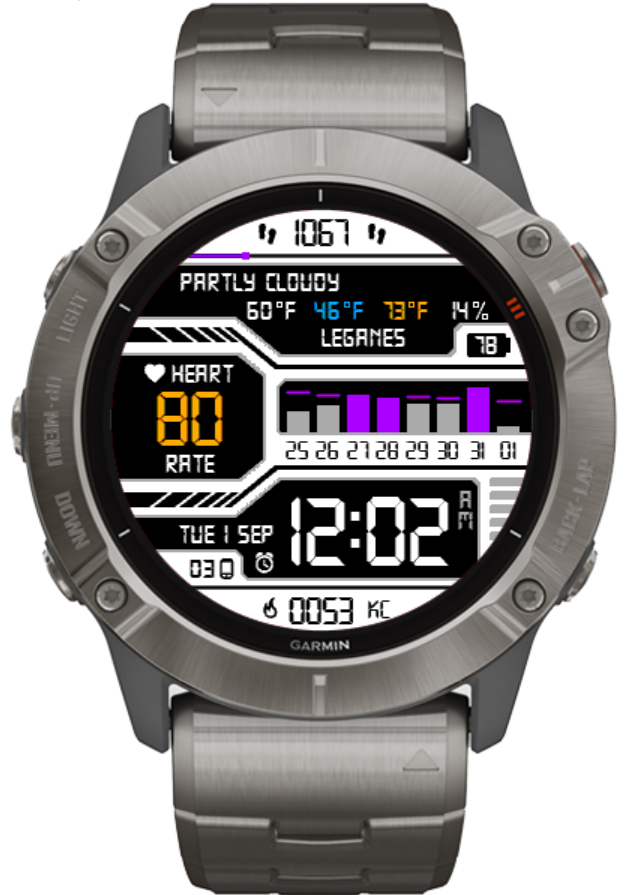 1067
PARTLY CLOUDY
60°F 46°F 73°F 14%
LEGANES
78
HEART
80
RATE
25 26 27 28 29 30 31 01
12:02 AM
TUE 1 SEP
03
0053 KC
GARMIN
LIGHT
UP·MENU
DOWN
BACK·LAP